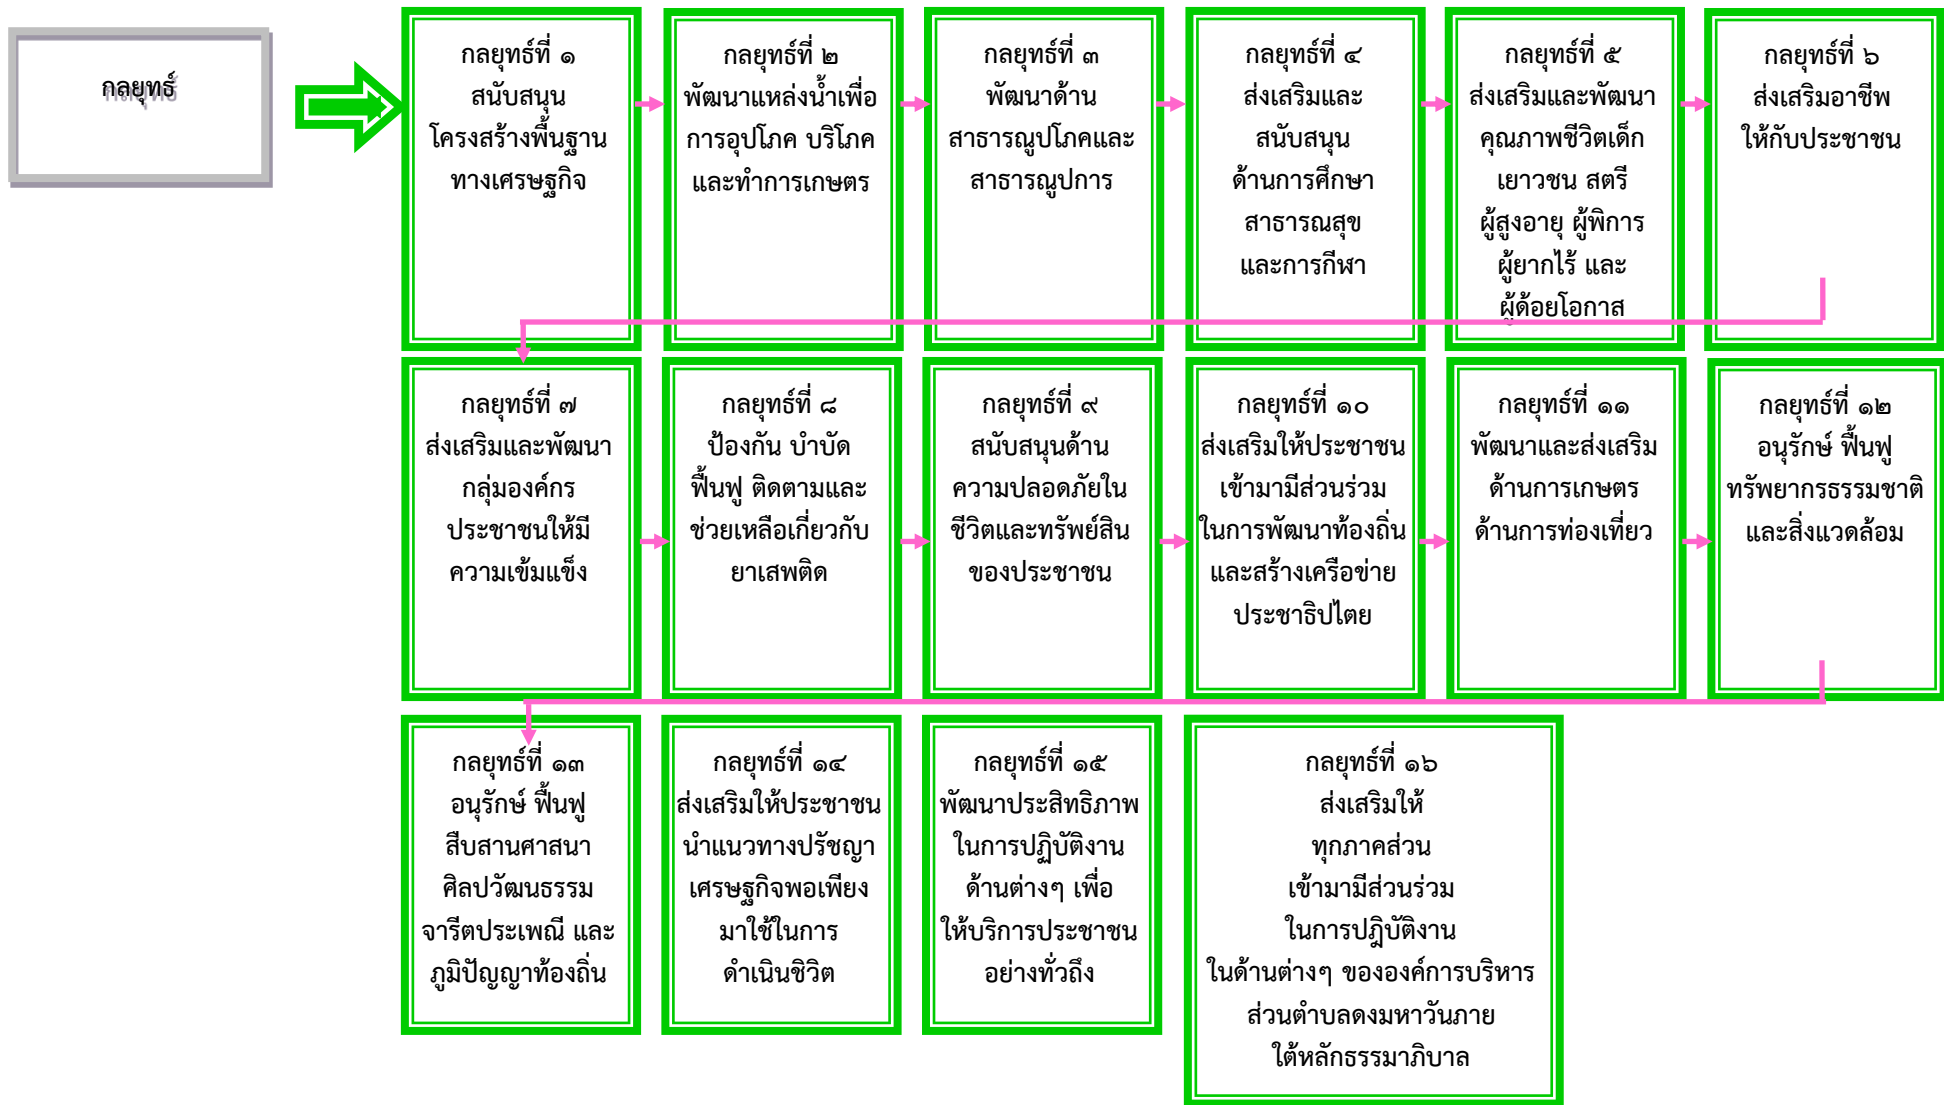 กลยุทธ์
กลยุทธ์ที่ ๑
สนับสนุน
โครงสร้างพื้นฐาน
ทางเศรษฐกิจ
กลยุทธ์ที่ ๒
พัฒนาแหล่งน้ำเพื่อ
การอุปโภค บริโภค
และทำการเกษตร
กลยุทธ์ที่ ๓
พัฒนาด้าน
สาธารณูปโภคและ
สาธารณูปการ
กลยุทธ์ที่ ๔
ส่งเสริมและ
สนับสนุน
ด้านการศึกษา
สาธารณสุข
และการกีฬา
กลยุทธ์ที่ ๕
ส่งเสริมและพัฒนา
คุณภาพชีวิตเด็ก
เยาวชน สตรี
ผู้สูงอายุ ผู้พิการ
ผู้ยากไร้ และ
ผู้ด้อยโอกาส
กลยุทธ์ที่ ๖
ส่งเสริมอาชีพ
ให้กับประชาชน
กลยุทธ์ที่ ๗
ส่งเสริมและพัฒนา
กลุ่มองค์กร
ประชาชนให้มี
ความเข้มแข็ง
กลยุทธ์ที่ ๘
ป้องกัน บำบัด
ฟื้นฟู ติดตามและ
ช่วยเหลือเกี่ยวกับ
ยาเสพติด
กลยุทธ์ที่ ๙
สนับสนุนด้าน
ความปลอดภัยใน
ชีวิตและทรัพย์สิน
ของประชาชน
กลยุทธ์ที่ ๑๐
ส่งเสริมให้ประชาชน
เข้ามามีส่วนร่วม
ในการพัฒนาท้องถิ่น
และสร้างเครือข่าย
ประชาธิปไตย
กลยุทธ์ที่ ๑๑
พัฒนาและส่งเสริม
ด้านการเกษตร
ด้านการท่องเที่ยว
กลยุทธ์ที่ ๑๒
อนุรักษ์ ฟื้นฟู
ทรัพยากรธรรมชาติ
และสิ่งแวดล้อม
กลยุทธ์ที่ ๑๓
อนุรักษ์ ฟื้นฟู
สืบสานศาสนา
ศิลปวัฒนธรรม
จารีตประเพณี และ
ภูมิปัญญาท้องถิ่น
กลยุทธ์ที่ ๑๔
ส่งเสริมให้ประชาชน
นำแนวทางปรัชญา
เศรษฐกิจพอเพียง
มาใช้ในการ
ดำเนินชิวิต
กลยุทธ์ที่ ๑๕
พัฒนาประสิทธิภาพ
ในการปฏิบัติงาน
ด้านต่างๆ เพื่อ
ให้บริการประชาชน
อย่างทั่วถึง
กลยุทธ์ที่ ๑๖
ส่งเสริมให้
ทุกภาคส่วน
เข้ามามีส่วนร่วม
ในการปฎิบัติงาน
ในด้านต่างๆ ขององค์การบริหาร
ส่วนตำบลดงมหาวันภาย
ใต้หลักธรรมาภิบาล